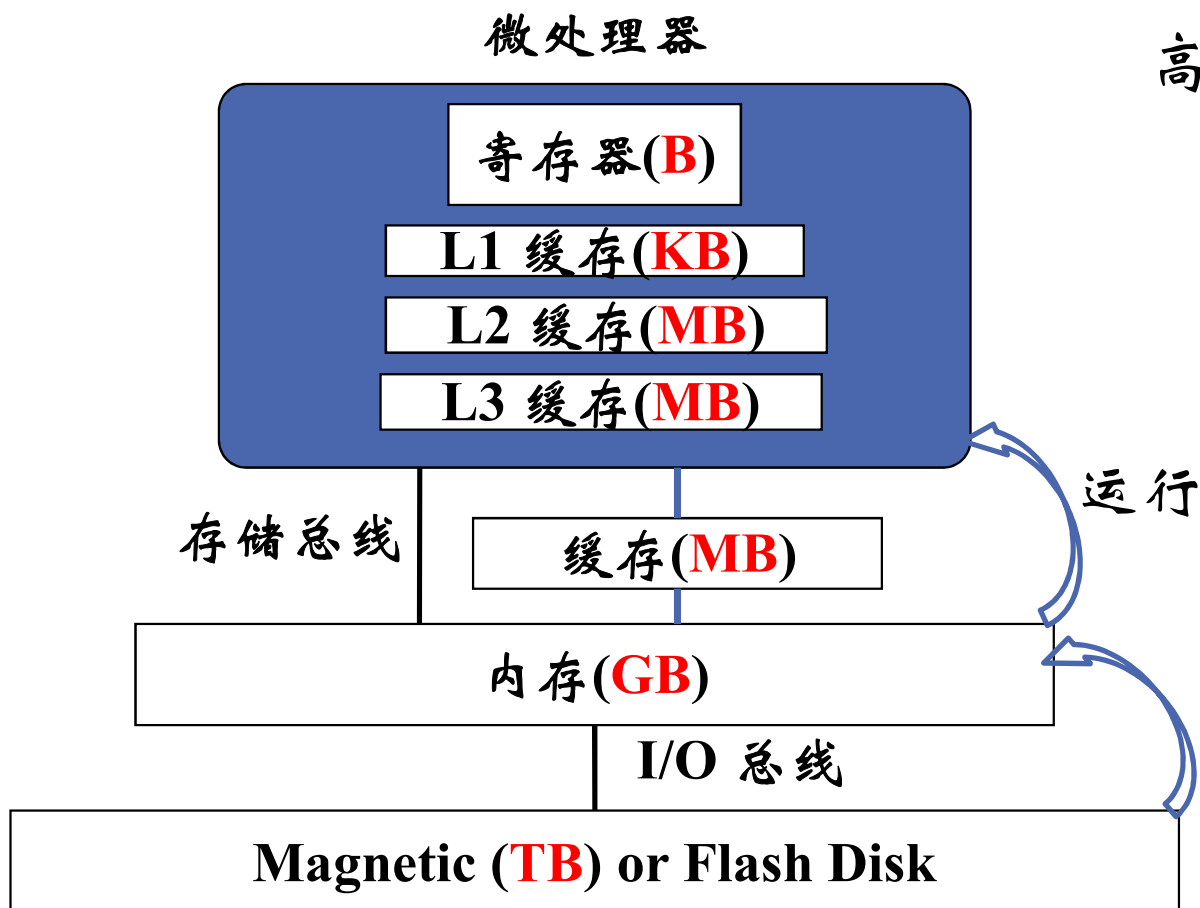 微处理器
高
寄存器(B)
L1 缓存(KB)
L2 缓存(MB)
L3 缓存(MB)
运行
存储总线
缓存(MB)
内存(GB)
I/O 总线
Magnetic (TB) or Flash Disk